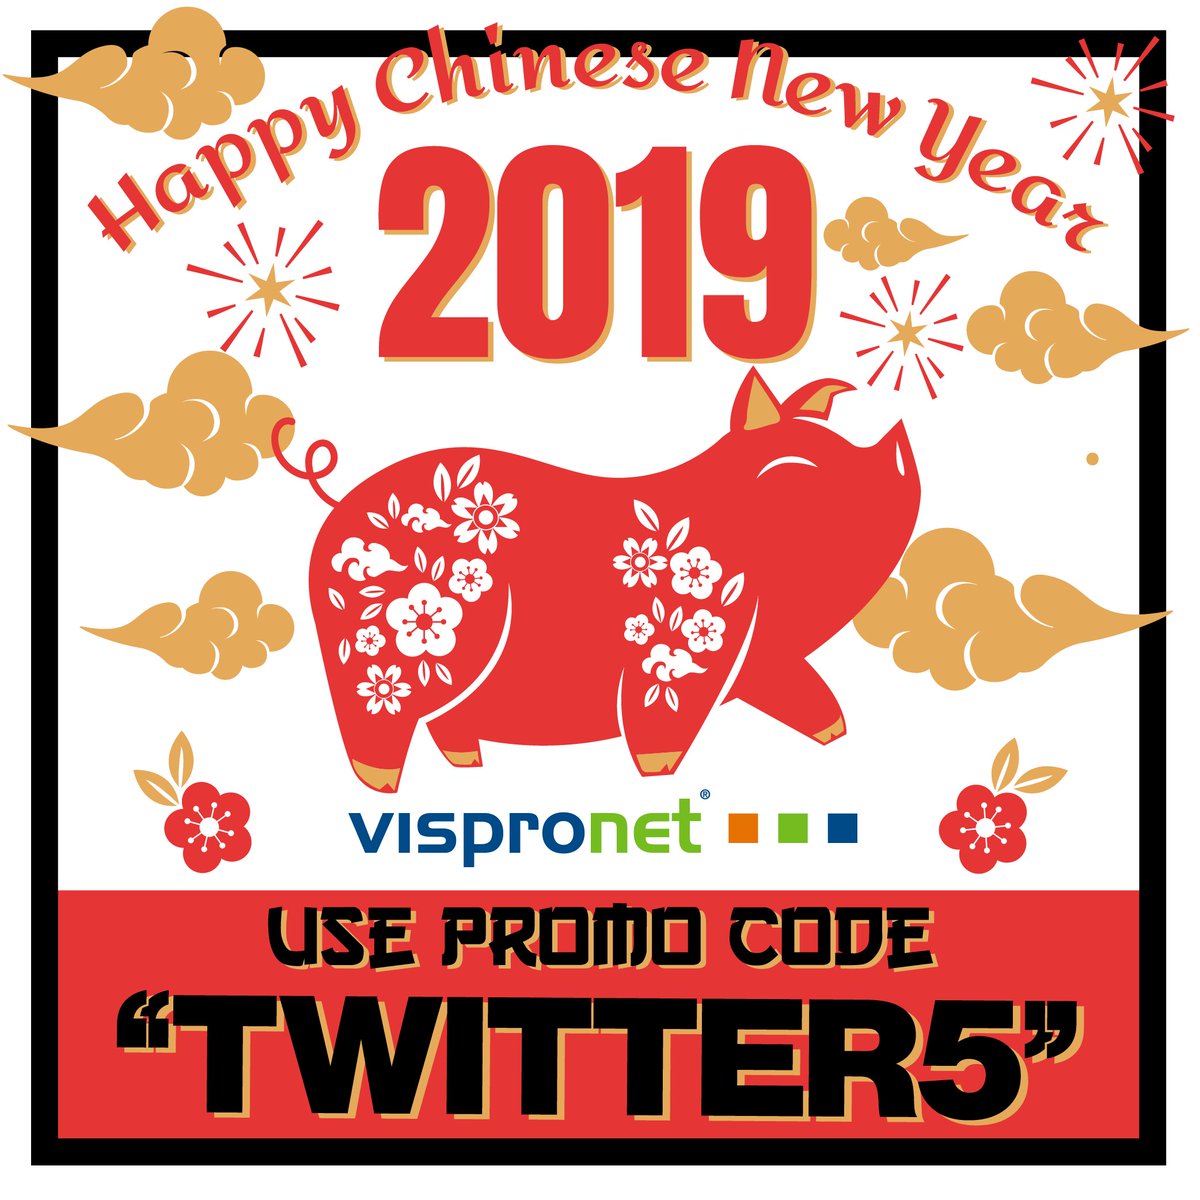 Happy Chinese New Year
2019
vispronet®
USE PROMO CODE
“TWITTER5”